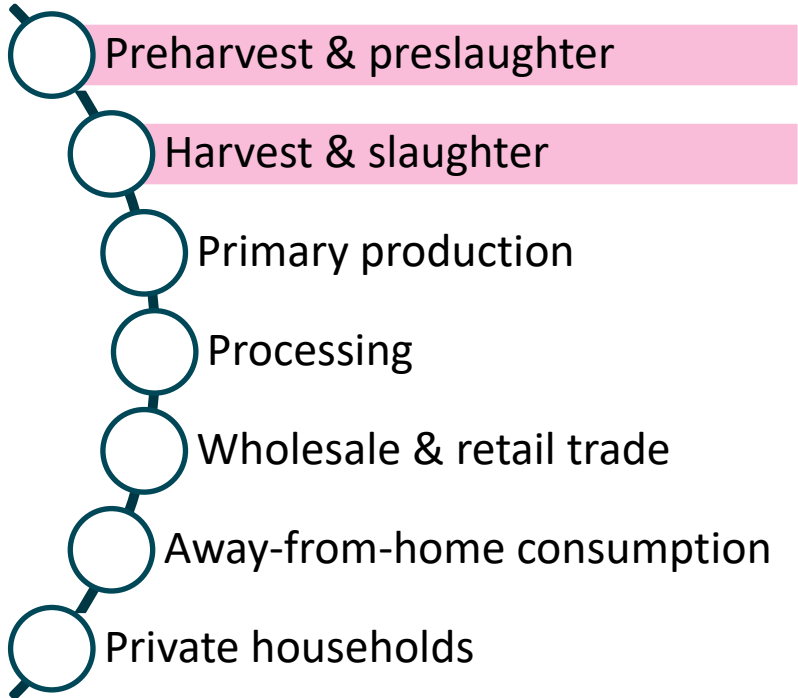 Preharvest & preslaughter
Harvest & slaughter
Primary production
Processing
Wholesale & retail trade
Away-from-home consumption
Private households